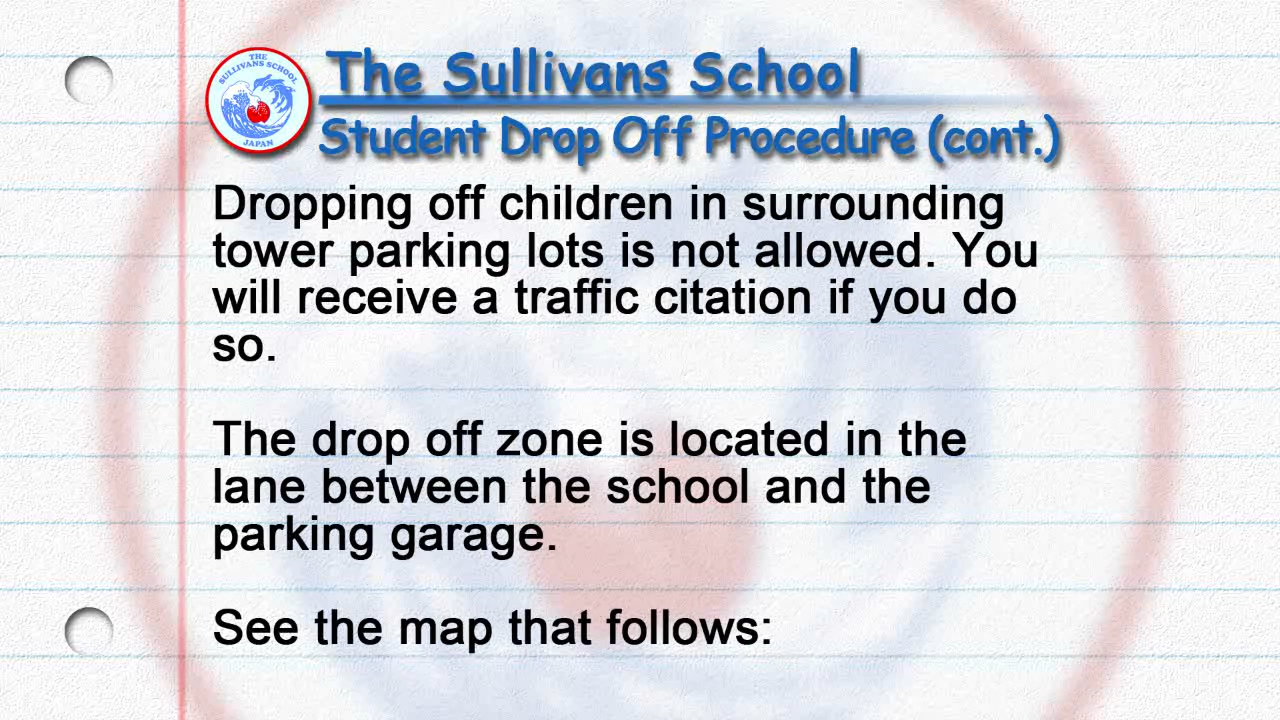 THE
SULLIVANS SCHOOL
JAPAN
The Sullivans School
Student Drop Off Procedure (cont.)
Dropping off children in surrounding
tower parking lots is not allowed. You
will receive a traffic citation if you do
so.
The drop off zone is located in the
lane between the school and the
parking garage.
See the map that follows: